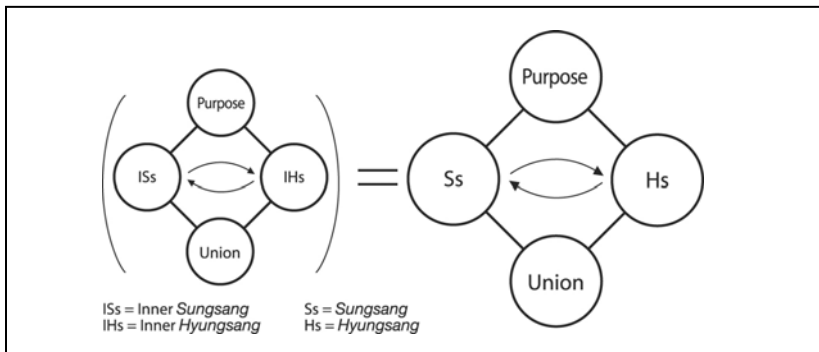 Purpose
ISs
IHs
Union
Purpose
Ss
Hs
Union
ISs = Inner Sungsang
IHs = Inner Hyungsang
Ss = Sungsang
Hs = Hyungsang